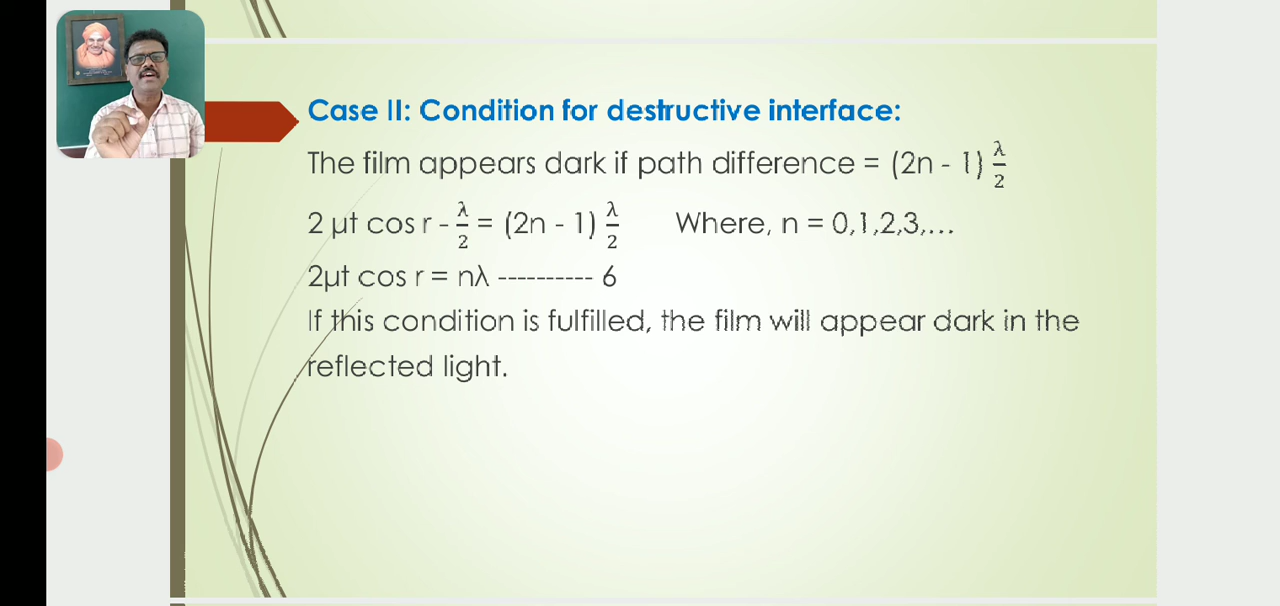 Case II: Condition for destructive interface:
The film appears dark if path difference = (2n - 1) λ/2
2 μt cos r - λ/2 = (2n - 1) λ/2 Where, n = 0,1,2,3,…
2μt cos r = nλ ---------- 6
If this condition is fulfilled, the film will appear dark in the
reflected light.